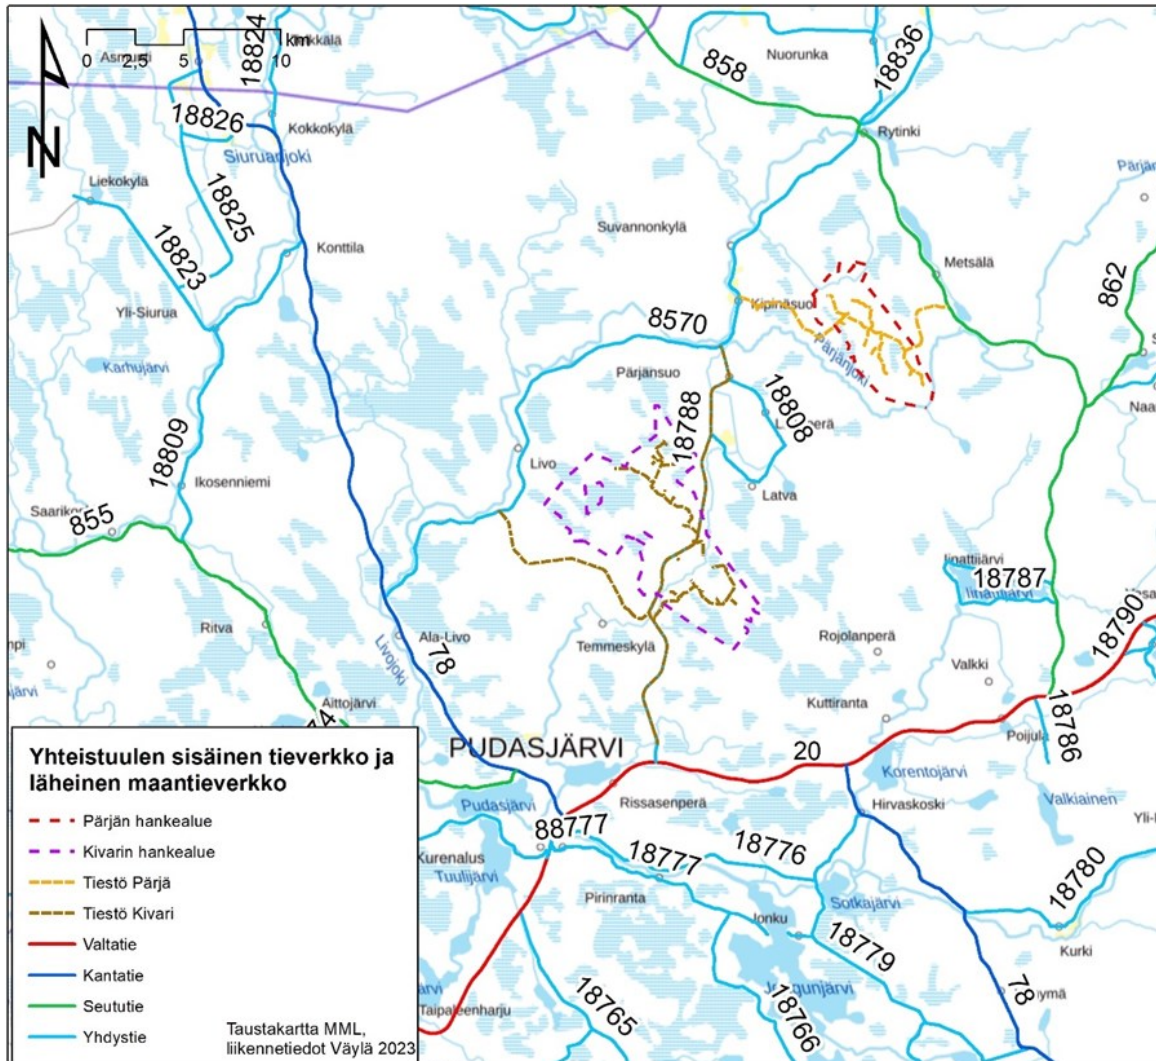 18824
km
0
2,5
5
10
Nuorunka
858
18836
18826
Kokkokylä
Rytinki
N
Siuruanjoki
Liekokylä
18825
Suvannonkylä
Konttila
18823
Metsälä
862
Kipinäsuo
Yli-Siurua
8570
Pärjänjoki
Karhujärvi
Pärjänsuo
18788
18808
18809
Livo
Ikosenniemi
Latva
855
Iinattijärvi
18787
Iinattijärvi
18790
Ritva
Ala-Livo
Temmeskylä
Rojolanperä
Livojoki
78
Valkki
Aittojärvi
Kuttiranta
18786
Poijula
PUDASJÄRVI
20
Korentojärvi
Pudasjärvi
Rissasenperä
Hirvaskoski
Valkiainen
88777
18776
Kurenalus
Tuulijärvi
18777
18780
Pirinranta
Sotkajärvi
Jonku
Kurki
18779
78
Taipaleenharju
18765
18766
Yhteistuulen sisäinen tieverkko ja
läheinen maantieverkko
Pärjän hankealue
Kivarin hankealue
Tiestö Pärjä
Tiestö Kivari
Valtatie
Kantatie
Seututie
Yhdystie
Taustakartta MML,
liikennetiedot Väylä 2023